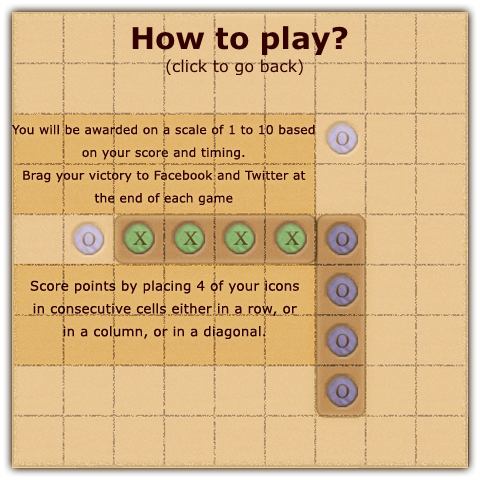 How to play?
(click to go back)
You will be awarded on a scale of 1 to 10 based
on your score and timing.
Q
Brag your victory to Facebook and Twitter at
the end of each game
Q X X X X Q
Score points by placing 4 of your icons
Q
in consecutive cells either in a row, or
in a column, or in a diagonal.
Q
Q